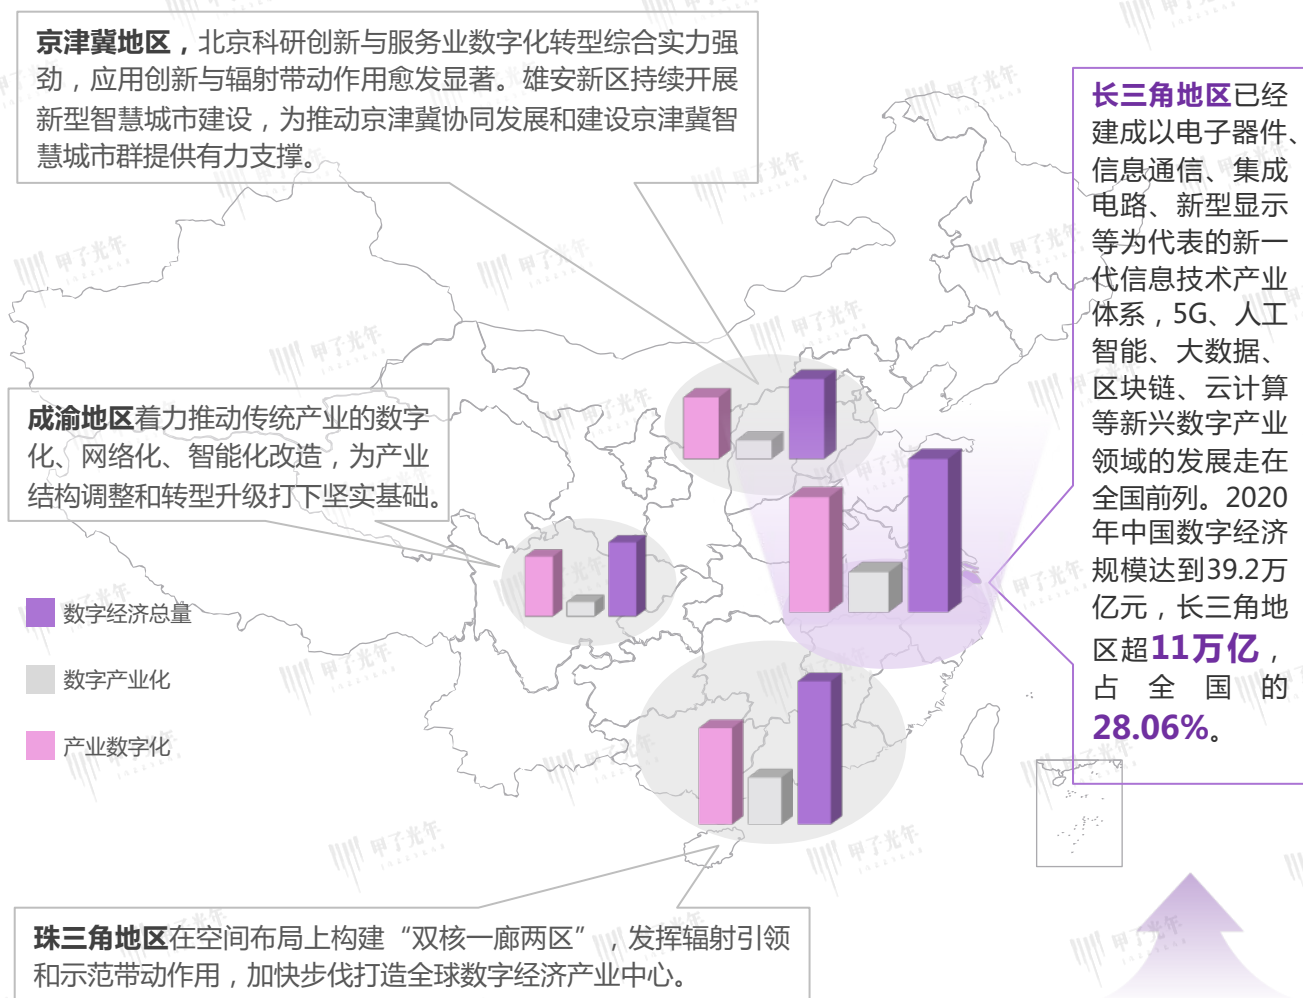 京津冀地区，北京科研创新与服务业数字化转型综合实力强
劲，应用创新与辐射带动作用愈发显著。雄安新区持续开展
新型智慧城市建设，为推动京津冀协同发展和建设京津冀智
慧城市群提供有力支撑。
长三角地区已经
建成以电子器件、
信息通信、集成
电路、新型显示
等为代表的新一
代信息技术产业
体系，5G、人工
智能、大数据、
区块链、云计算
等新兴数字产业
领域的发展走在
全国前列。2020
年中国数字经济
规模达到39.2万
亿元，长三角地
区超11万亿，
占全国的
28.06%。
成渝地区着力推动传统产业的数字
化、网络化、智能化改造，为产业
结构调整和转型升级打下坚实基础。
数字经济总量
数字产业化
产业数字化
珠三角地区在空间布局上构建“双核一廊两区”，发挥辐射引领
和示范带动作用，加快步伐打造全球数字经济产业中心。
甲子光年